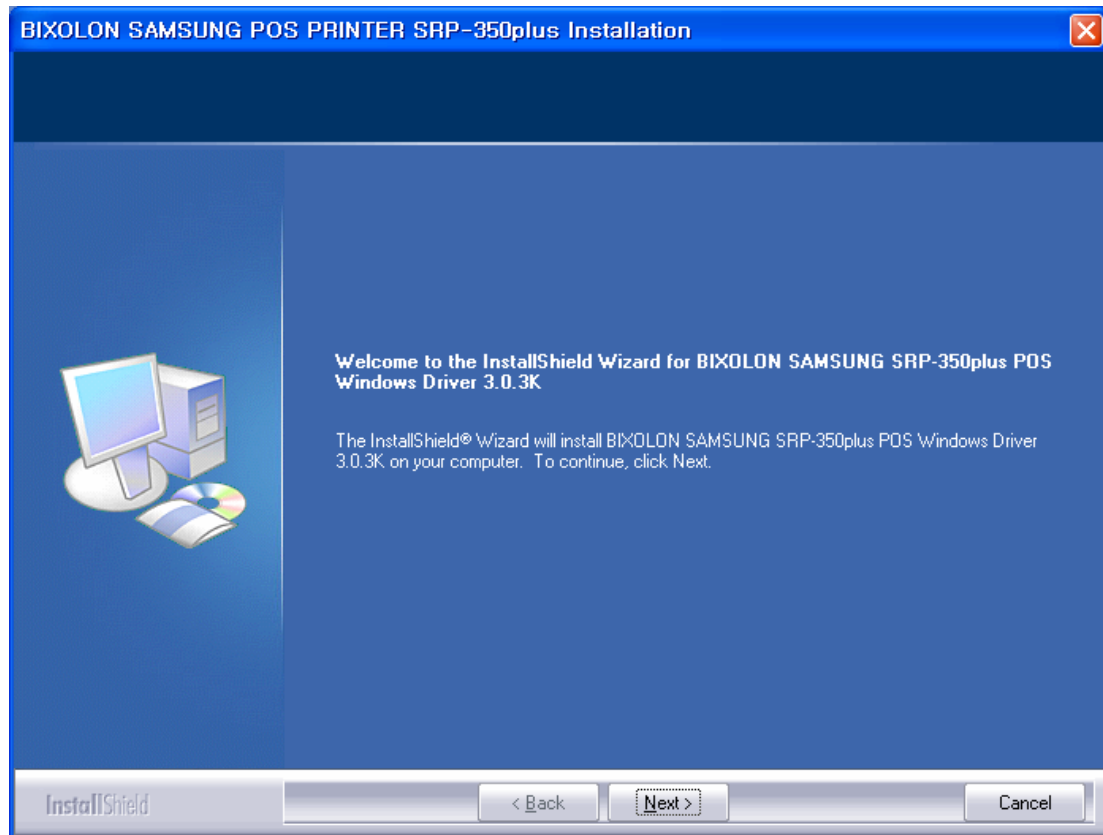 BIXOLON SAMSUNG POS PRINTER SRP-350plus Installation
Welcome to the InstallShield Wizard for BIXOLON SAMSUNG SRP-350plus POS
Windows Driver 3.0.3K
The InstallShield® Wizard will install BIXOLON SAMSUNG SRP-350plus POS Windows Driver
3.0.3K on your computer. To continue, click Next.
InstallShield
< Back
Next >
Cancel